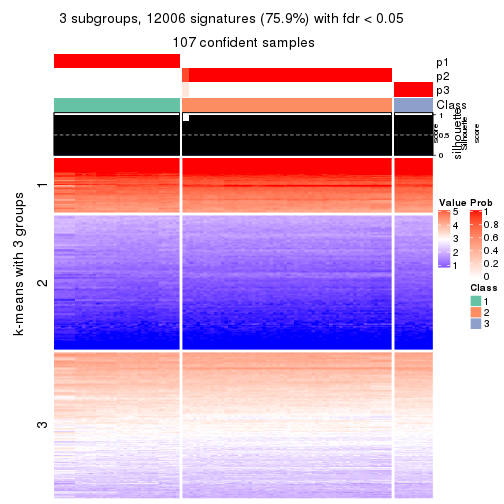 3 subgroups, 12006 signatures (75.9%) with fdr < 0.05
107 confident samples
p1
p2
p3
Class
1
0.5
0
silhouette
score
Silhouette
score
k-means with 3 groups
1
2
3
Value
5
4
3
2
1
Prob
1
0.8
0.6
0.4
0.2
0
Class
1
2
3